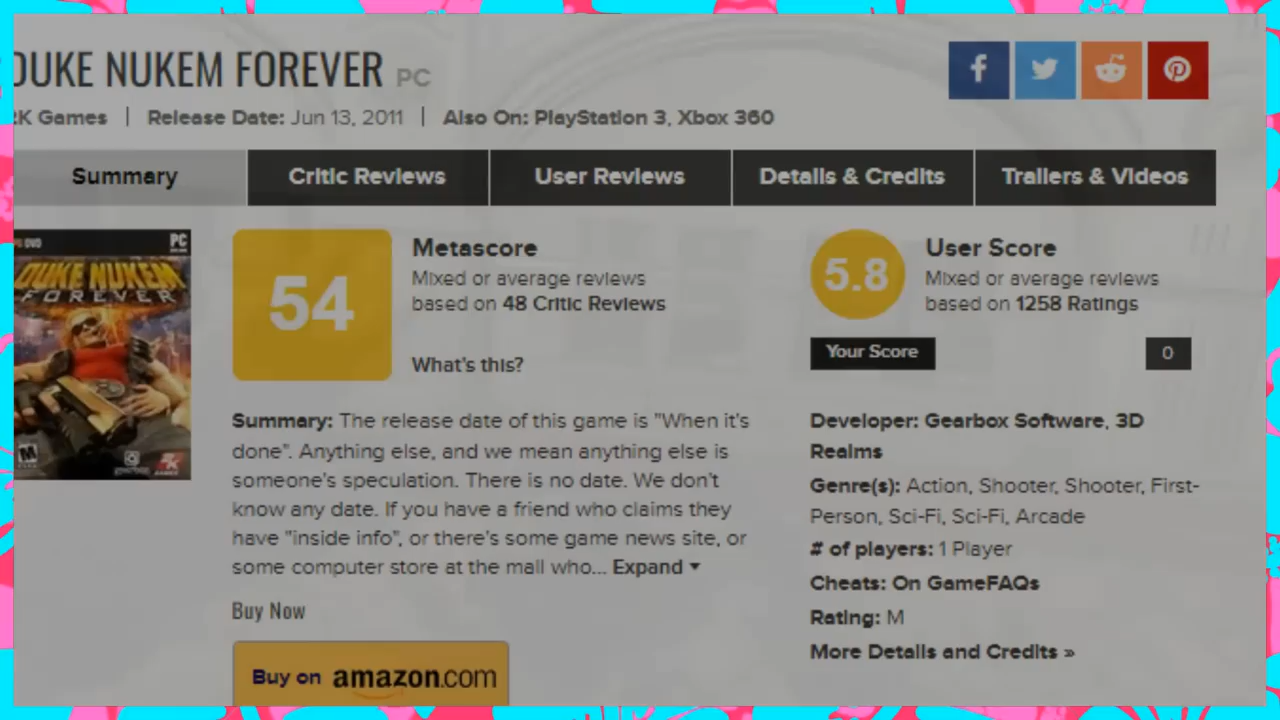 DUKE NUKEM FOREVER PC
2K Games | Release Date: Jun 13, 2011 | Also On: PlayStation 3, Xbox 360
Summary
Critic Reviews
User Reviews
Details & Credits
Trailers & Videos
PC
DVD
DUKE NUKEM
FOREVER
M
2K
54
Metascore
Mixed or average reviews
based on 48 Critic Reviews
What's this?
5.8
User Score
Mixed or average reviews
based on 1258 Ratings
Your Score
0
Summary: The release date of this game is "When it's
done". Anything else, and we mean anything else is
someone's speculation. There is no date. We don't
know any date. If you have a friend who claims they
have "inside info", or there's some game news site, or
some computer store at the mall who... Expand
Buy Now
Buy on amazon.com
Developer: Gearbox Software, 3D
Realms
Genre(s): Action, Shooter, Shooter, First-
Person, Sci-Fi, Sci-Fi, Arcade
# of players: 1 Player
Cheats: On GameFAQs
Rating: M
More Details and Credits »